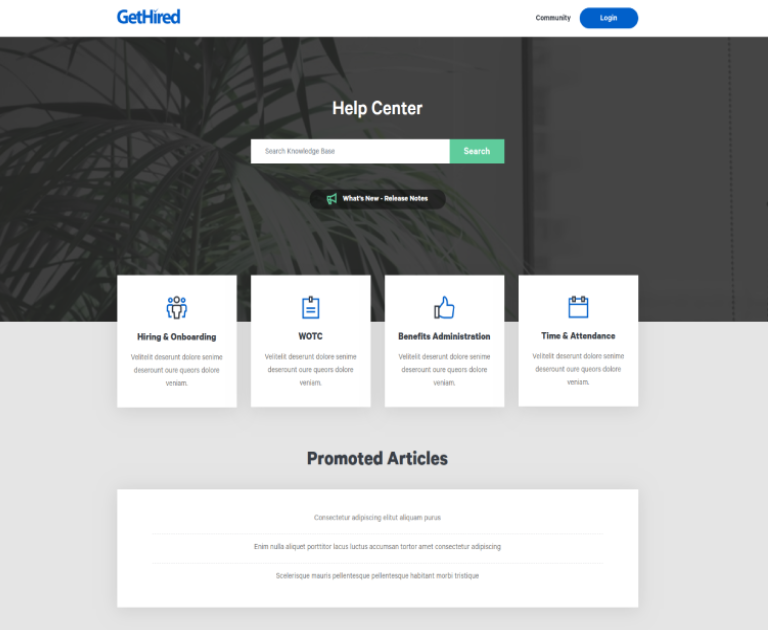 GetHired
Community
Login
Help Center
Search Knowledge Base
Search
What's New - Release Notes
Hiring & Onboarding
Velitelit deserunt dolore senime
deserount oure queors dolore
veniam.
WOTC
Velitelit deserunt dolore senime
deserount oure queors dolore
veniam.
Benefits Administration
Velitelit deserunt dolore senime
deserount oure queors dolore
veniam.
Time & Attendance
Velitelit deserunt dolore senime
deserount oure queors dolore
veniam.
Promoted Articles
Consectetur adipiscing elitut aliquam purus
Enim nulla aliquet porttitor lacus luctus accumsan tortor amet consectetur adipiscing
Scelerisque mauris pellentesque pellentesque habitant morbi tristique